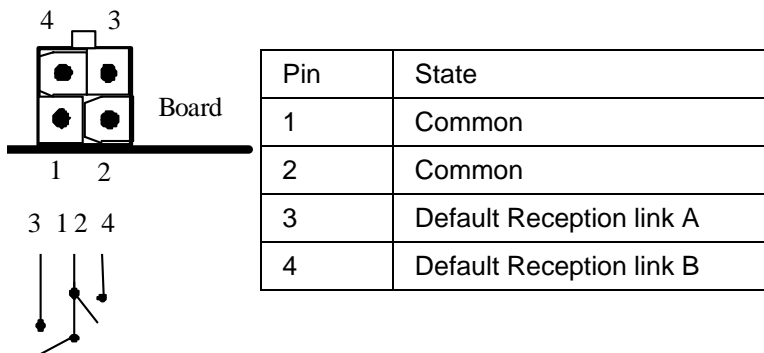 4 3
Board
1 2
3 1 2 4
Pin State
1 Common
2 Common
3 Default Reception link A
4 Default Reception link B